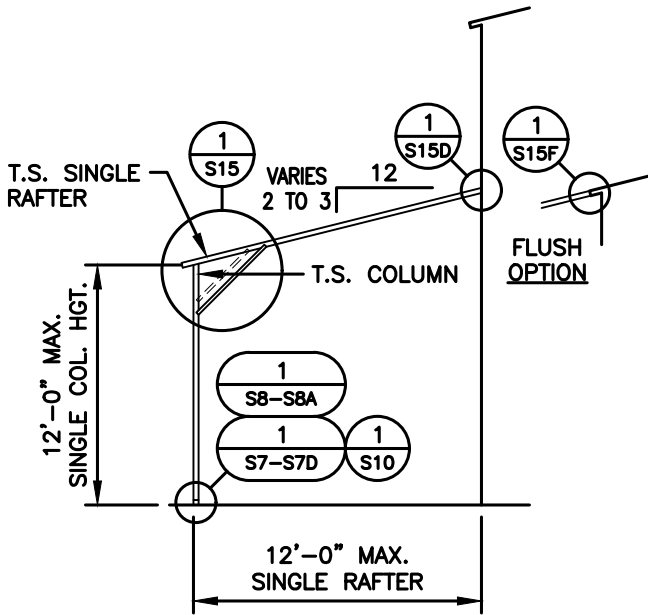 1
S15
1
S15D
1
S15F
T.S. SINGLE
RAFTER
VARIES
2 TO 3
12
FLUSH
OPTION
T.S. COLUMN
12'-0" MAX.
SINGLE COL. HGT.
1
S8-S8A
1
S7-S7D
1
S10
12'-0" MAX.
SINGLE RAFTER